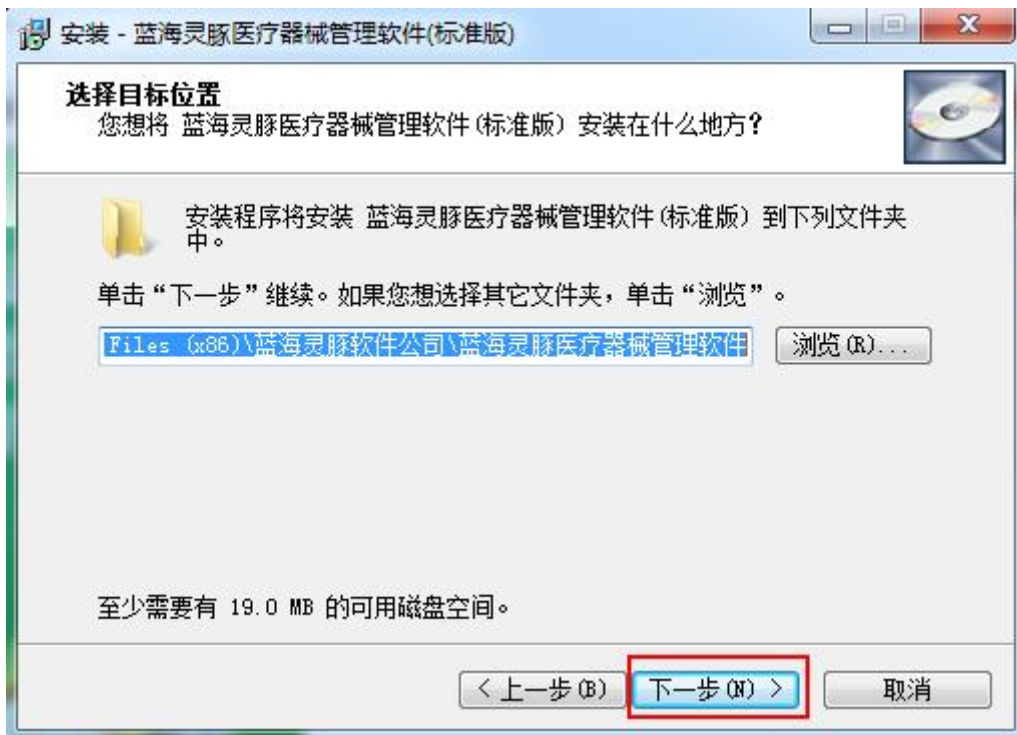 安装 - 蓝海灵豚医疗器械管理软件(标准版)
选择目标位置
您想将 蓝海灵豚医疗器械管理软件(标准版) 安装在什么地方?
安装程序将安装 蓝海灵豚医疗器械管理软件(标准版) 到下列文件夹
中。
单击“下一步”继续。如果您想选择其它文件夹，单击“浏览”。
Files (x86)\蓝海灵豚软件公司\蓝海灵豚医疗器械管理软件
浏览(R)...
至少需要有 19.0 MB 的可用磁盘空间。
< 上一步(B)
下一步(N) >
取消